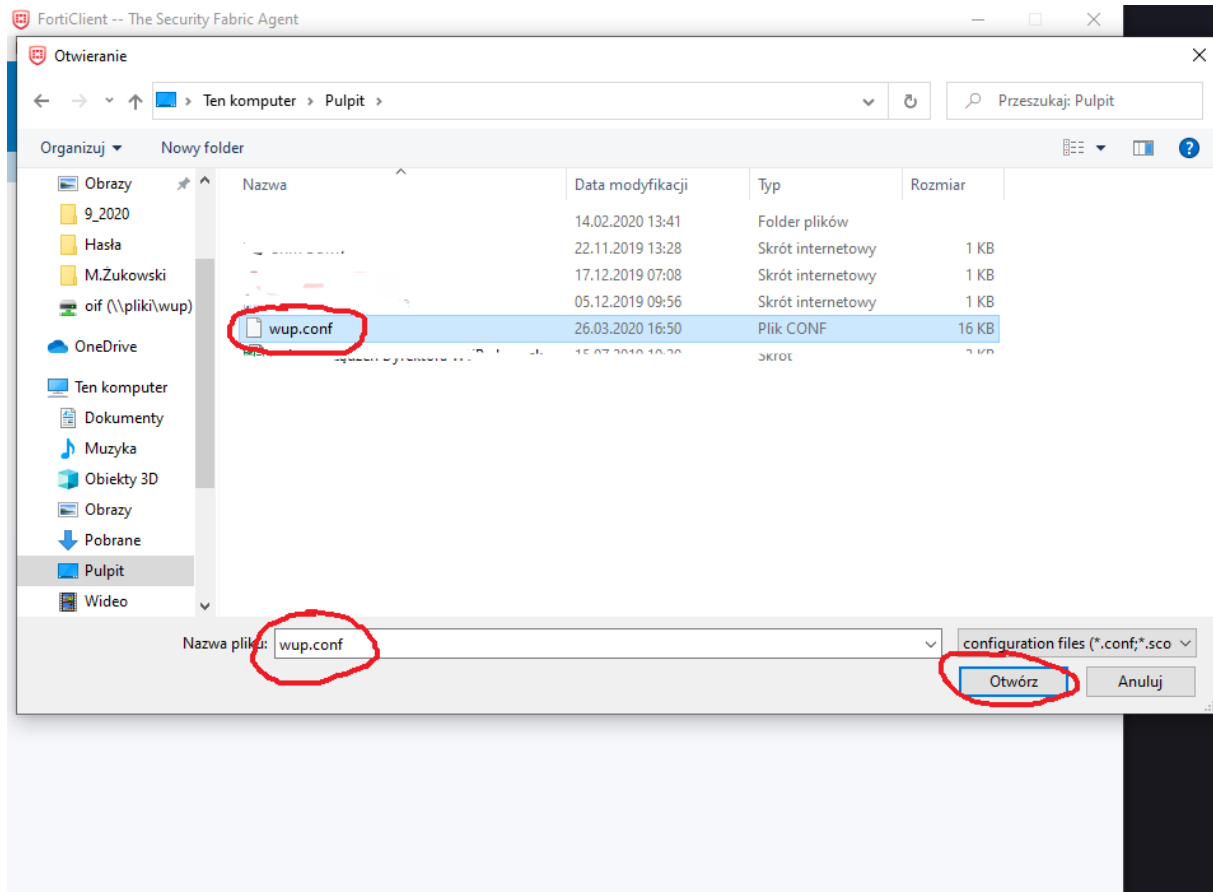 FortiClient -- The Security Fabric Agent
Otwieranie
Ten komputer › Pulpit ›
Przeszukaj: Pulpit
Organizuj
Nowy folder
Nazwa
Data modyfikacji
Typ
Rozmiar
Obrazy
9_2020
Hasła
M.Żukowski
oif (\\pliki\wup)
OneDrive
Ten komputer
Dokumenty
Muzyka
Obiekty 3D
Obrazy
Pobrane
Pulpit
Wideo
14.02.2020 13:41 Folder plików
22.11.2019 13:28 Skrót internetowy 1 KB
17.12.2019 07:08 Skrót internetowy 1 KB
05.12.2019 09:56 Skrót internetowy 1 KB
wup.conf 26.03.2020 16:50 Plik CONF 16 KB
Skrót
Nazwa pliku: wup.conf
configuration files (*.conf;*.sco
Otwórz
Anuluj